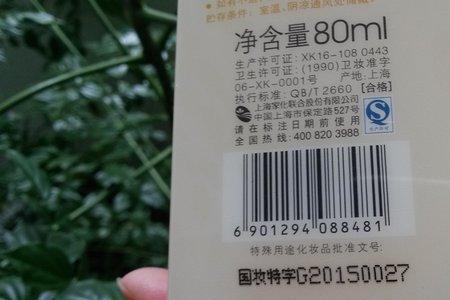 贮存条件：室温、阴凉通风处储藏
净含量80ml
生产许可证：XK16-108 0443
卫生许可证：(1990)卫妆准字
06-XK-0001号 产地：上海
执行标准：QB/T2660 [合格]
上海家化联合股份有限公司
中国上海市保定路527号
请在标注日期前使用
全国热线：400 820 3988
6 901294 088481
特殊用途化妆品批准文号：
国妆特字G20150027